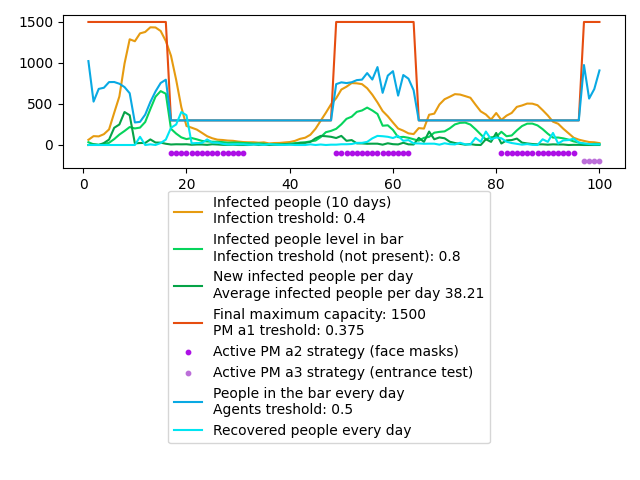 1500
1000
500
0
0
20
40
60
80
100
Infected people (10 days)
Infection treshold: 0.4
Infected people level in bar
Infection treshold (not present): 0.8
New infected people per day
Average infected people per day 38.21
Final maximum capacity: 1500
PM a1 treshold: 0.375
Active PM a2 strategy (face masks)
Active PM a3 strategy (entrance test)
People in the bar every day
Agents treshold: 0.5
Recovered people every day